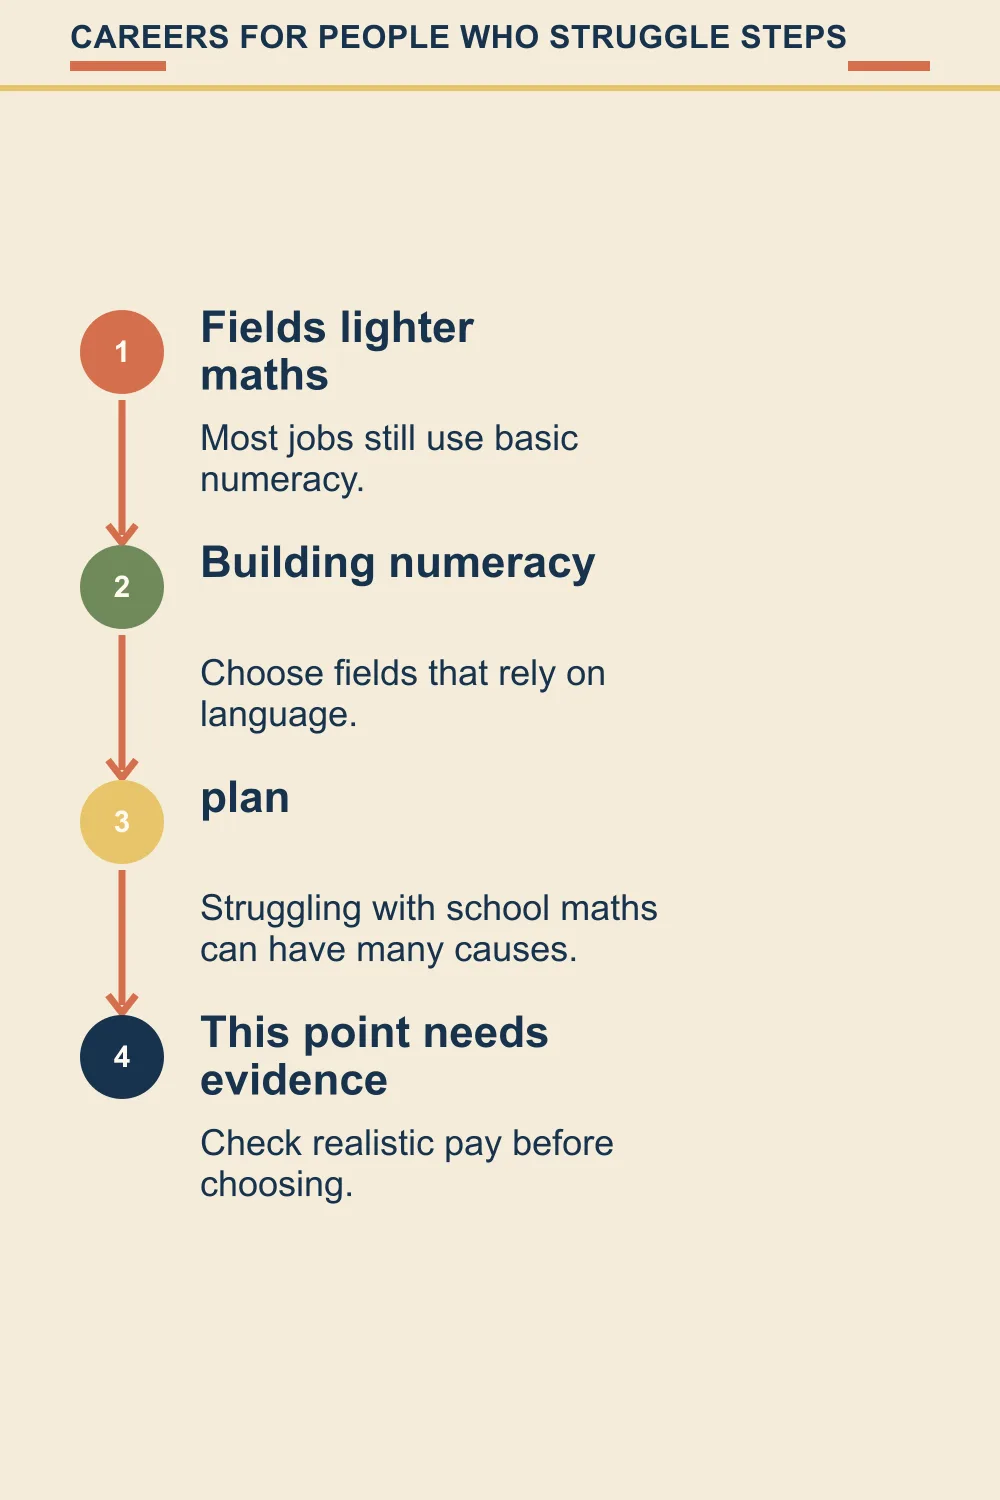 CAREERS FOR PEOPLE WHO STRUGGLE STEPS
1
Fields lighter
maths
Most jobs still use basic
numeracy.
2
Building numeracy
Choose fields that rely on
language.
3
plan
Struggling with school maths
can have many causes.
4
This point needs
evidence
Check realistic pay before
choosing.